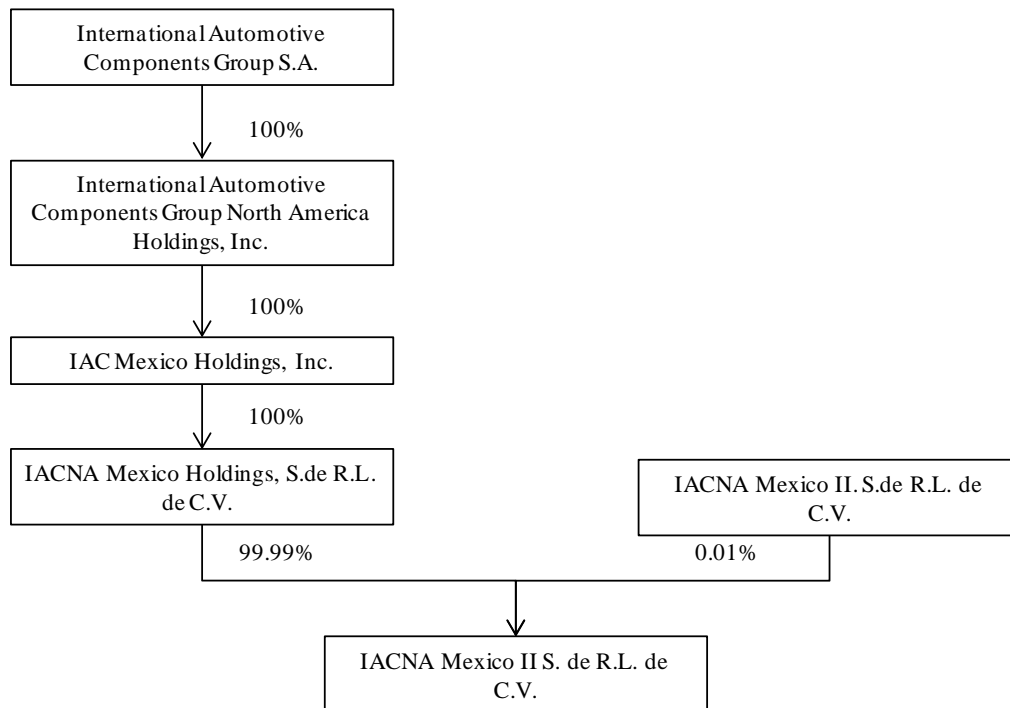 International Automotive
Components Group S.A.
100%
International Automotive
Components Group North America
Holdings, Inc.
100%
IAC Mexico Holdings, Inc.
100%
IACNA Mexico Holdings, S.de R.L.
de C.V.
IACNA Mexico II. S.de R.L. de
C.V.
99.99%
0.01%
IACNA Mexico II S. de R.L. de
C.V.